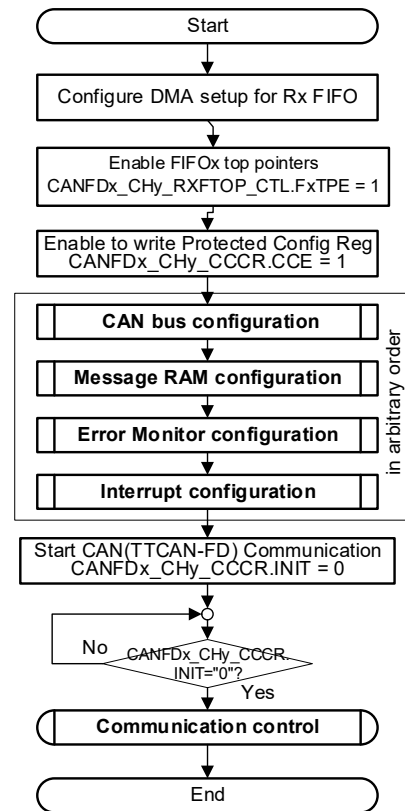 Start
Configure DMA setup for Rx FIFO
Enable FIFOx top pointers
CANFDx_CHy_RXFTOP_CTL.FxTPE = 1
Enable to write Protected Config Reg
CANFDx_CHy_CCCR.CCE = 1
CAN bus configuration
Message RAM configuration
Error Monitor configuration
Interrupt configuration
in arbitrary order
Start CAN(TTCAN-FD) Communication
CANFDx_CHy_CCCR.INIT = 0
No
CANFDx_CHy_CCCR.
INIT="0"?
Yes
Communication control
End